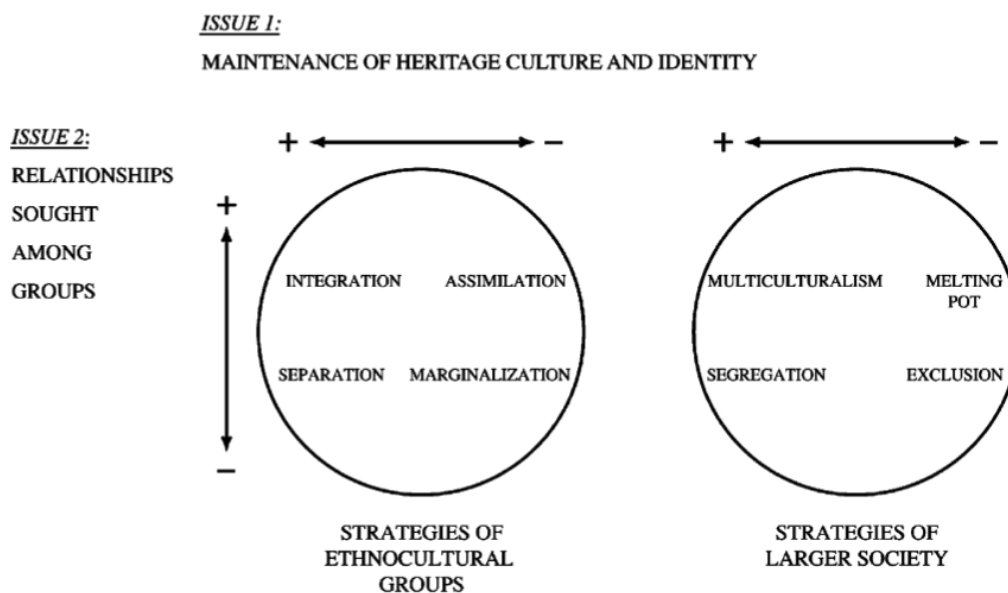 ISSUE 1:
MAINTENANCE OF HERITAGE CULTURE AND IDENTITY
ISSUE 2:
RELATIONSHIPS
SOUGHT
AMONG
GROUPS
+ −
+ −
+
−
INTEGRATION ASSIMILATION
SEPARATION MARGINALIZATION
STRATEGIES OF
ETHNOCULTURAL
GROUPS
MULTICULTURALISM MELTING
POT
SEGREGATION EXCLUSION
STRATEGIES OF
LARGER SOCIETY